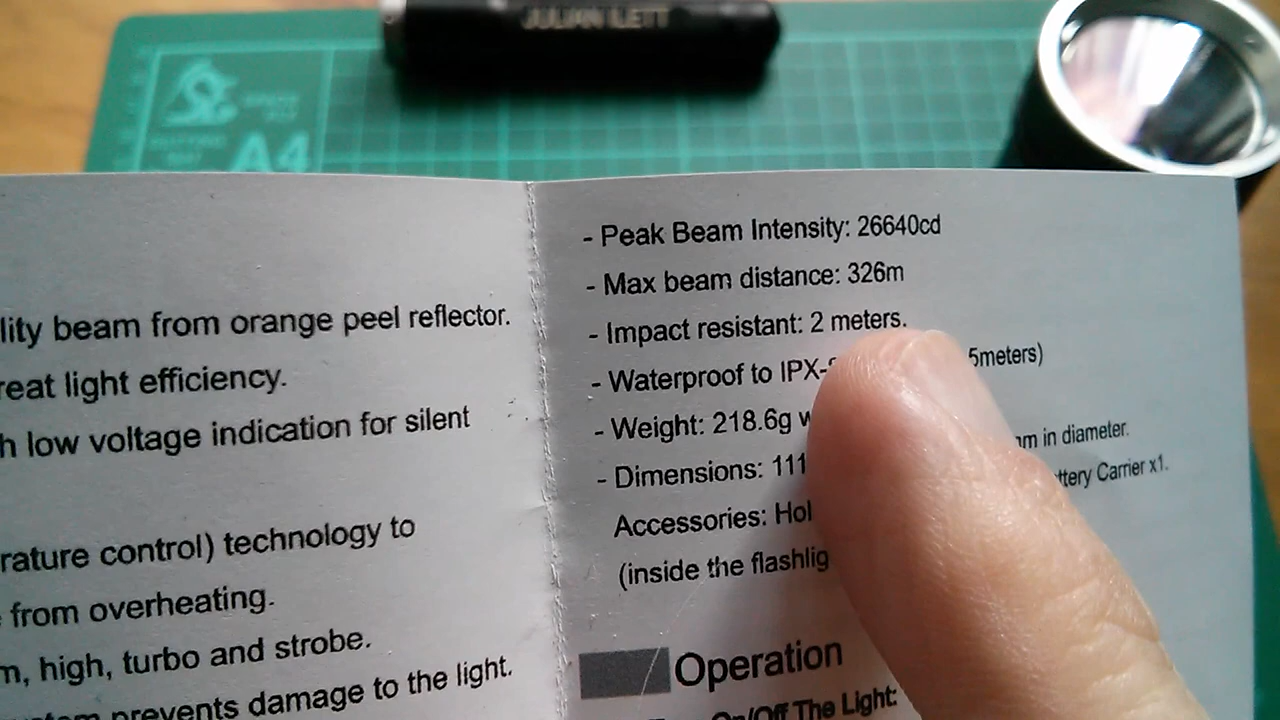 JULIAN ILETT
A4
lity beam from orange peel reflector.
reat light efficiency.
h low voltage indication for silent
rature control) technology to
from overheating.
m, high, turbo and strobe.
prevents damage to the light.
- Peak Beam Intensity: 26640cd
- Max beam distance: 326m
- Impact resistant: 2 meters.
- Waterproof to IPX- 5meters)
- Weight: 218.6g w
- Dimensions: 111 mm in diameter.
Accessories: Hol ttery Carrier x1.
(inside the flashlig
Operation
On/Off The Light: